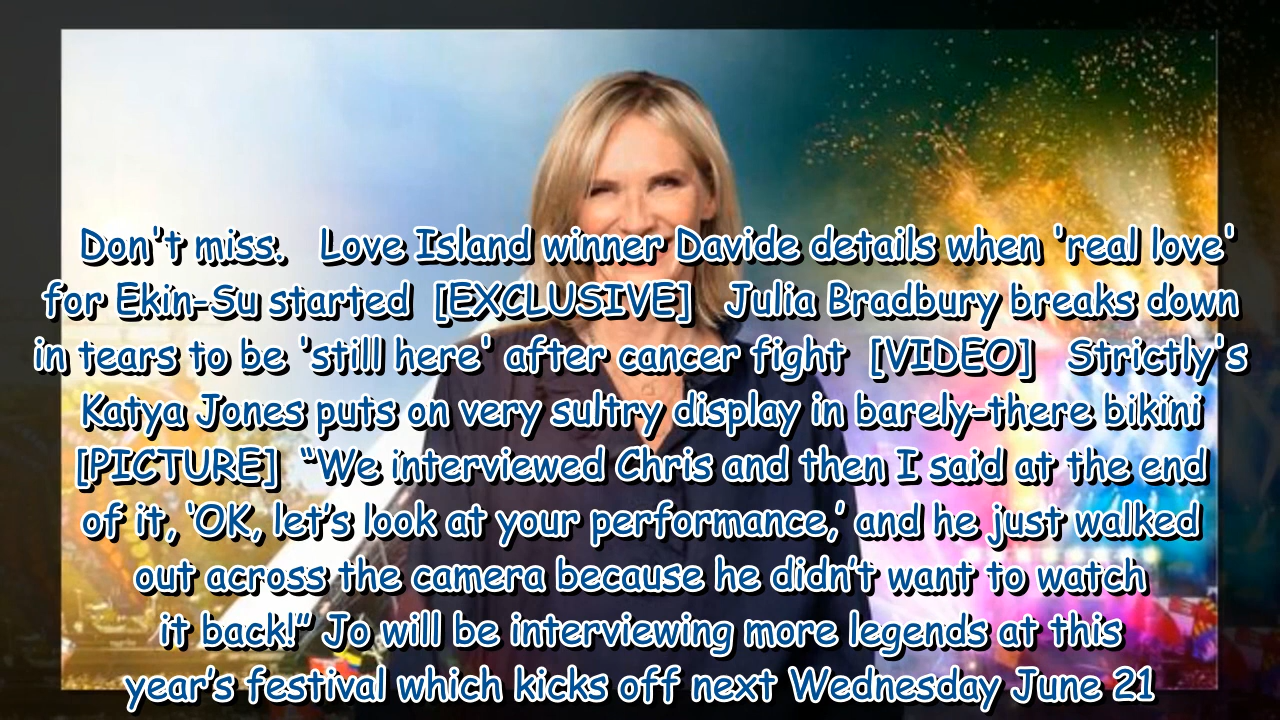 Don't miss. Love Island winner Davide details when 'real love'
for Ekin-Su started [EXCLUSIVE] Julia Bradbury breaks down
in tears to be 'still here' after cancer fight [VIDEO] Strictly's
Katya Jones puts on very sultry display in barely-there bikini
[PICTURE] “We interviewed Chris and then I said at the end
of it, ‘OK, let’s look at your performance,’ and he just walked
out across the camera because he didn’t want to watch
it back!” Jo will be interviewing more legends at this
year’s festival which kicks off next Wednesday June 21